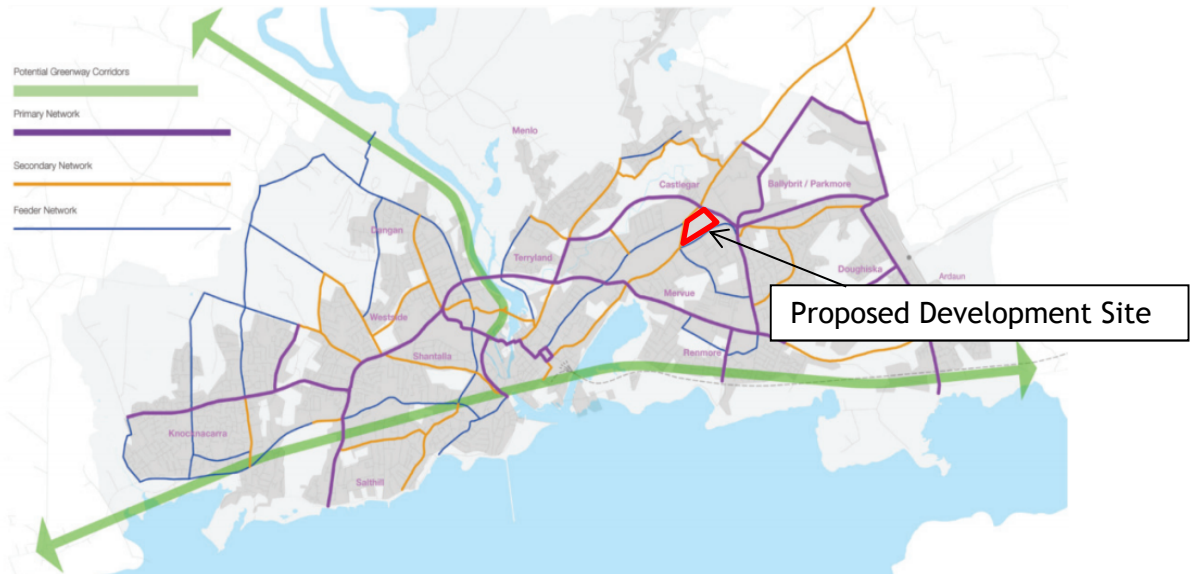 Potential Greenway Corridors
Primary Network
Secondary Network
Feeder Network
Menlo
Castlegar
Ballybrit / Parkmore
Dangan
Terryland
Doughiska
Ardaun
Mervue
Proposed Development Site
Westside
Shantalla
Renmore
Knocnacarra
Salthill